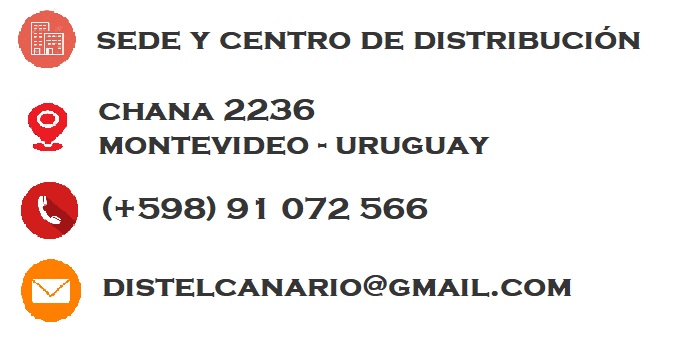 SEDE Y CENTRO DE DISTRIBUCIÓN
CHANA 2236
MONTEVIDEO - URUGUAY
(+598) 91 072 566
DISTELCANARIO@GMAIL.COM